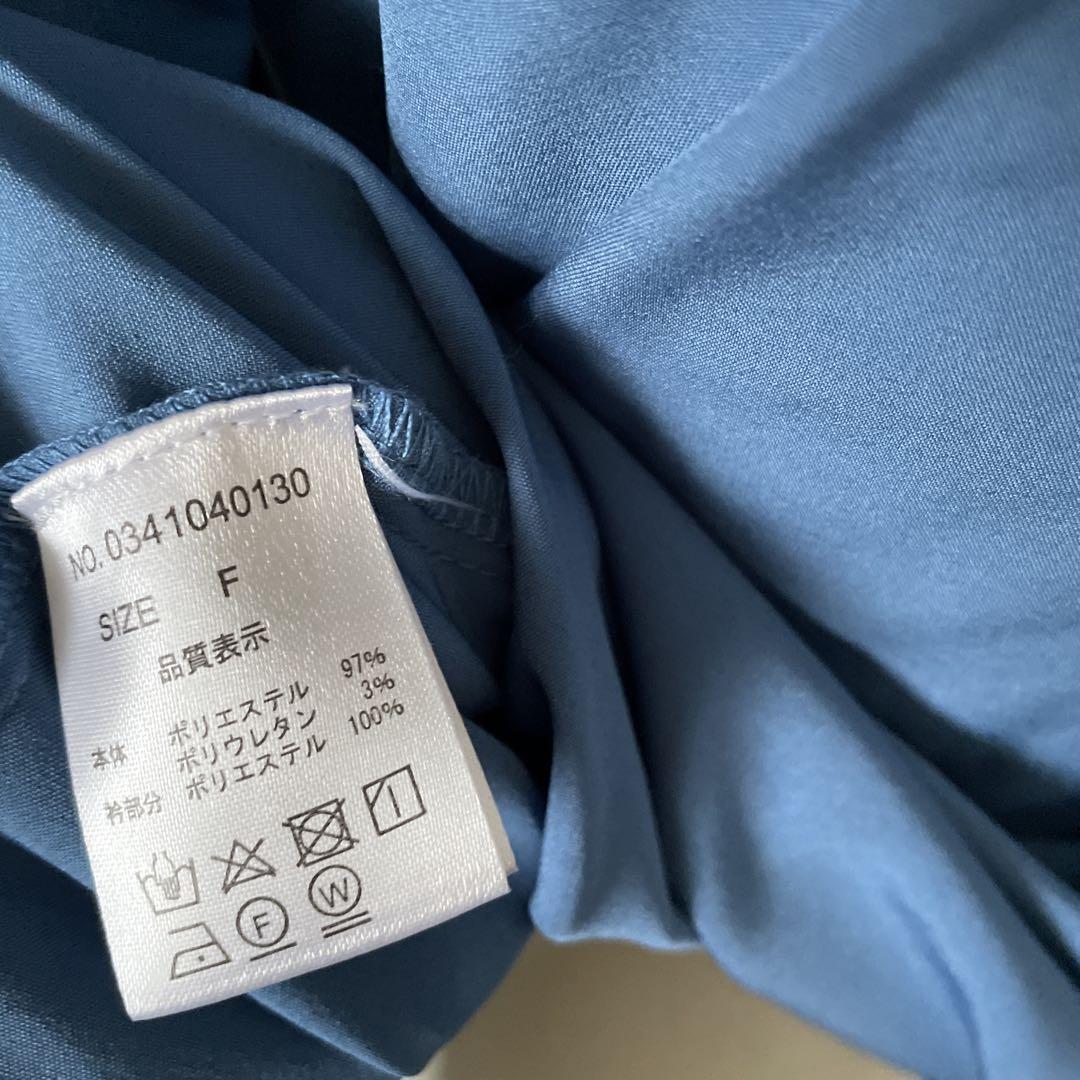 NO.0341040130
SIZE F
品質表示
本体 ポリエステル 97%
ポリウレタン 3%
衿部分 ポリエステル 100%
F W